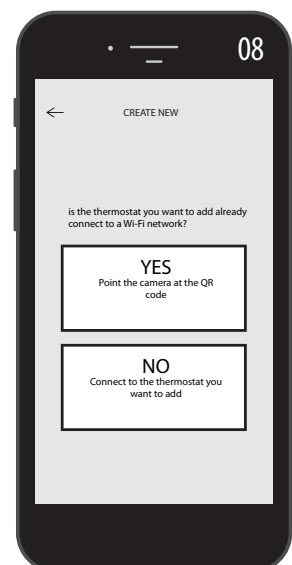 08
CREATE NEW
is the thermostat you want to add already
connect to a Wi-Fi network?
YES
Point the camera at the QR
code
NO
Connect to the thermostat you
want to add